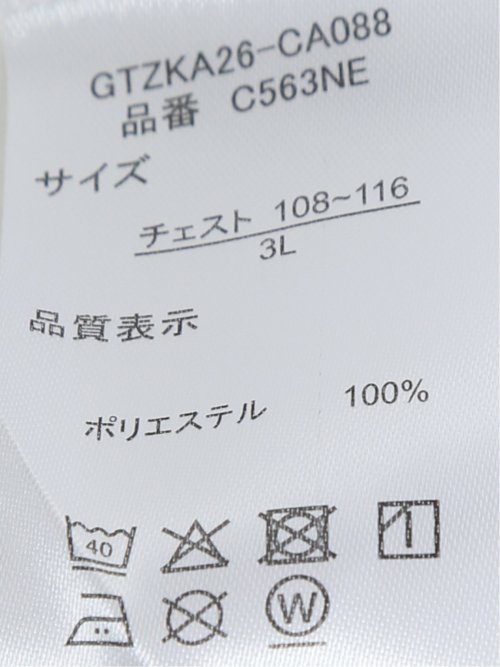 GTZKA26-CA088
品番 C563NE
サイズ
チェスト 108~116
3L
品質表示
ポリエステル 100%
40
W